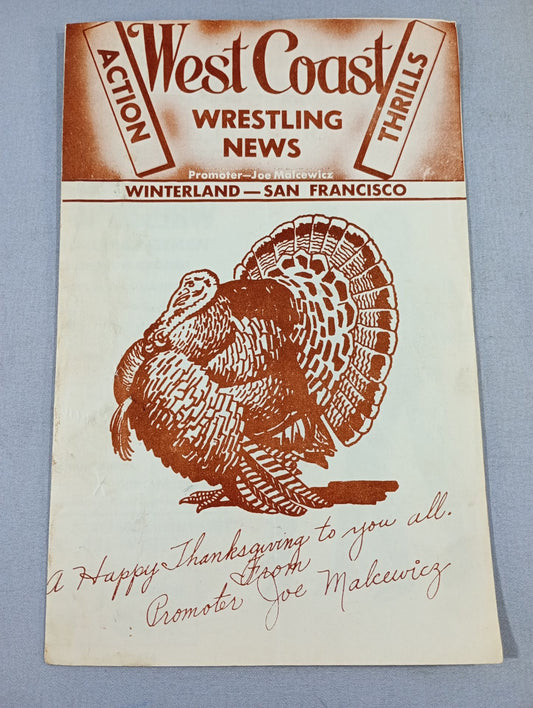 ACTION
West Coast
THRILLS
WRESTLING
NEWS
Promoter—Joe Malcewicz
WINTERLAND—SAN FRANCISCO
A Happy Thanksgiving to you all.
From
Promoter Joe Malcewicz